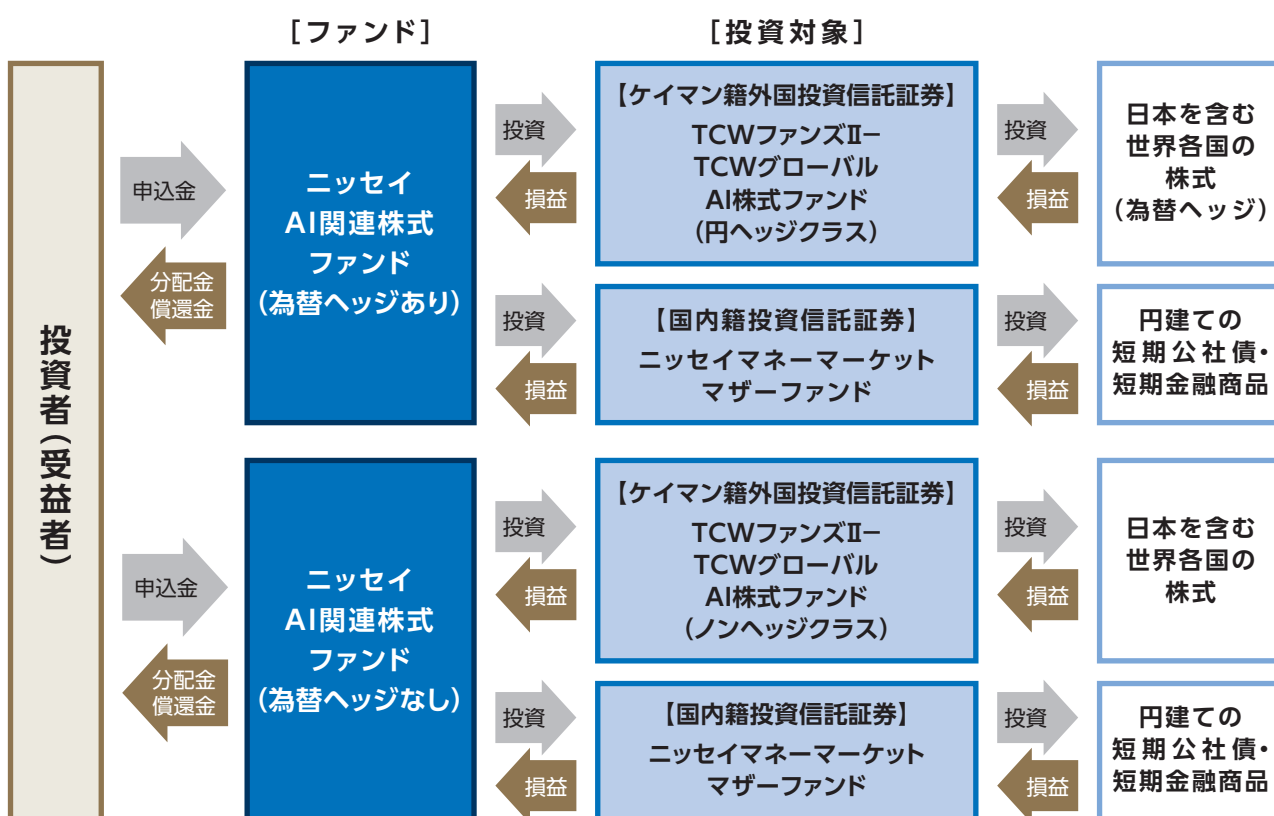 ［ファンド］
［投資対象］
投資者（受益者）
申込金
分配金
償還金
ニッセイ
AI関連株式
ファンド
（為替ヘッジあり）
投資
損益
【ケイマン籍外国投資信託証券】
TCWファンズⅡ－
TCWグローバル
AI株式ファンド
（円ヘッジクラス）
投資
損益
日本を含む
世界各国の
株式
（為替ヘッジ）
投資
損益
【国内籍投資信託証券】
ニッセイマネーマーケット
マザーファンド
投資
損益
円建ての
短期公社債・
短期金融商品
申込金
分配金
償還金
ニッセイ
AI関連株式
ファンド
（為替ヘッジなし）
投資
損益
【ケイマン籍外国投資信託証券】
TCWファンズⅡ－
TCWグローバル
AI株式ファンド
（ノンヘッジクラス）
投資
損益
日本を含む
世界各国の
株式
投資
損益
【国内籍投資信託証券】
ニッセイマネーマーケット
マザーファンド
投資
損益
円建ての
短期公社債・
短期金融商品